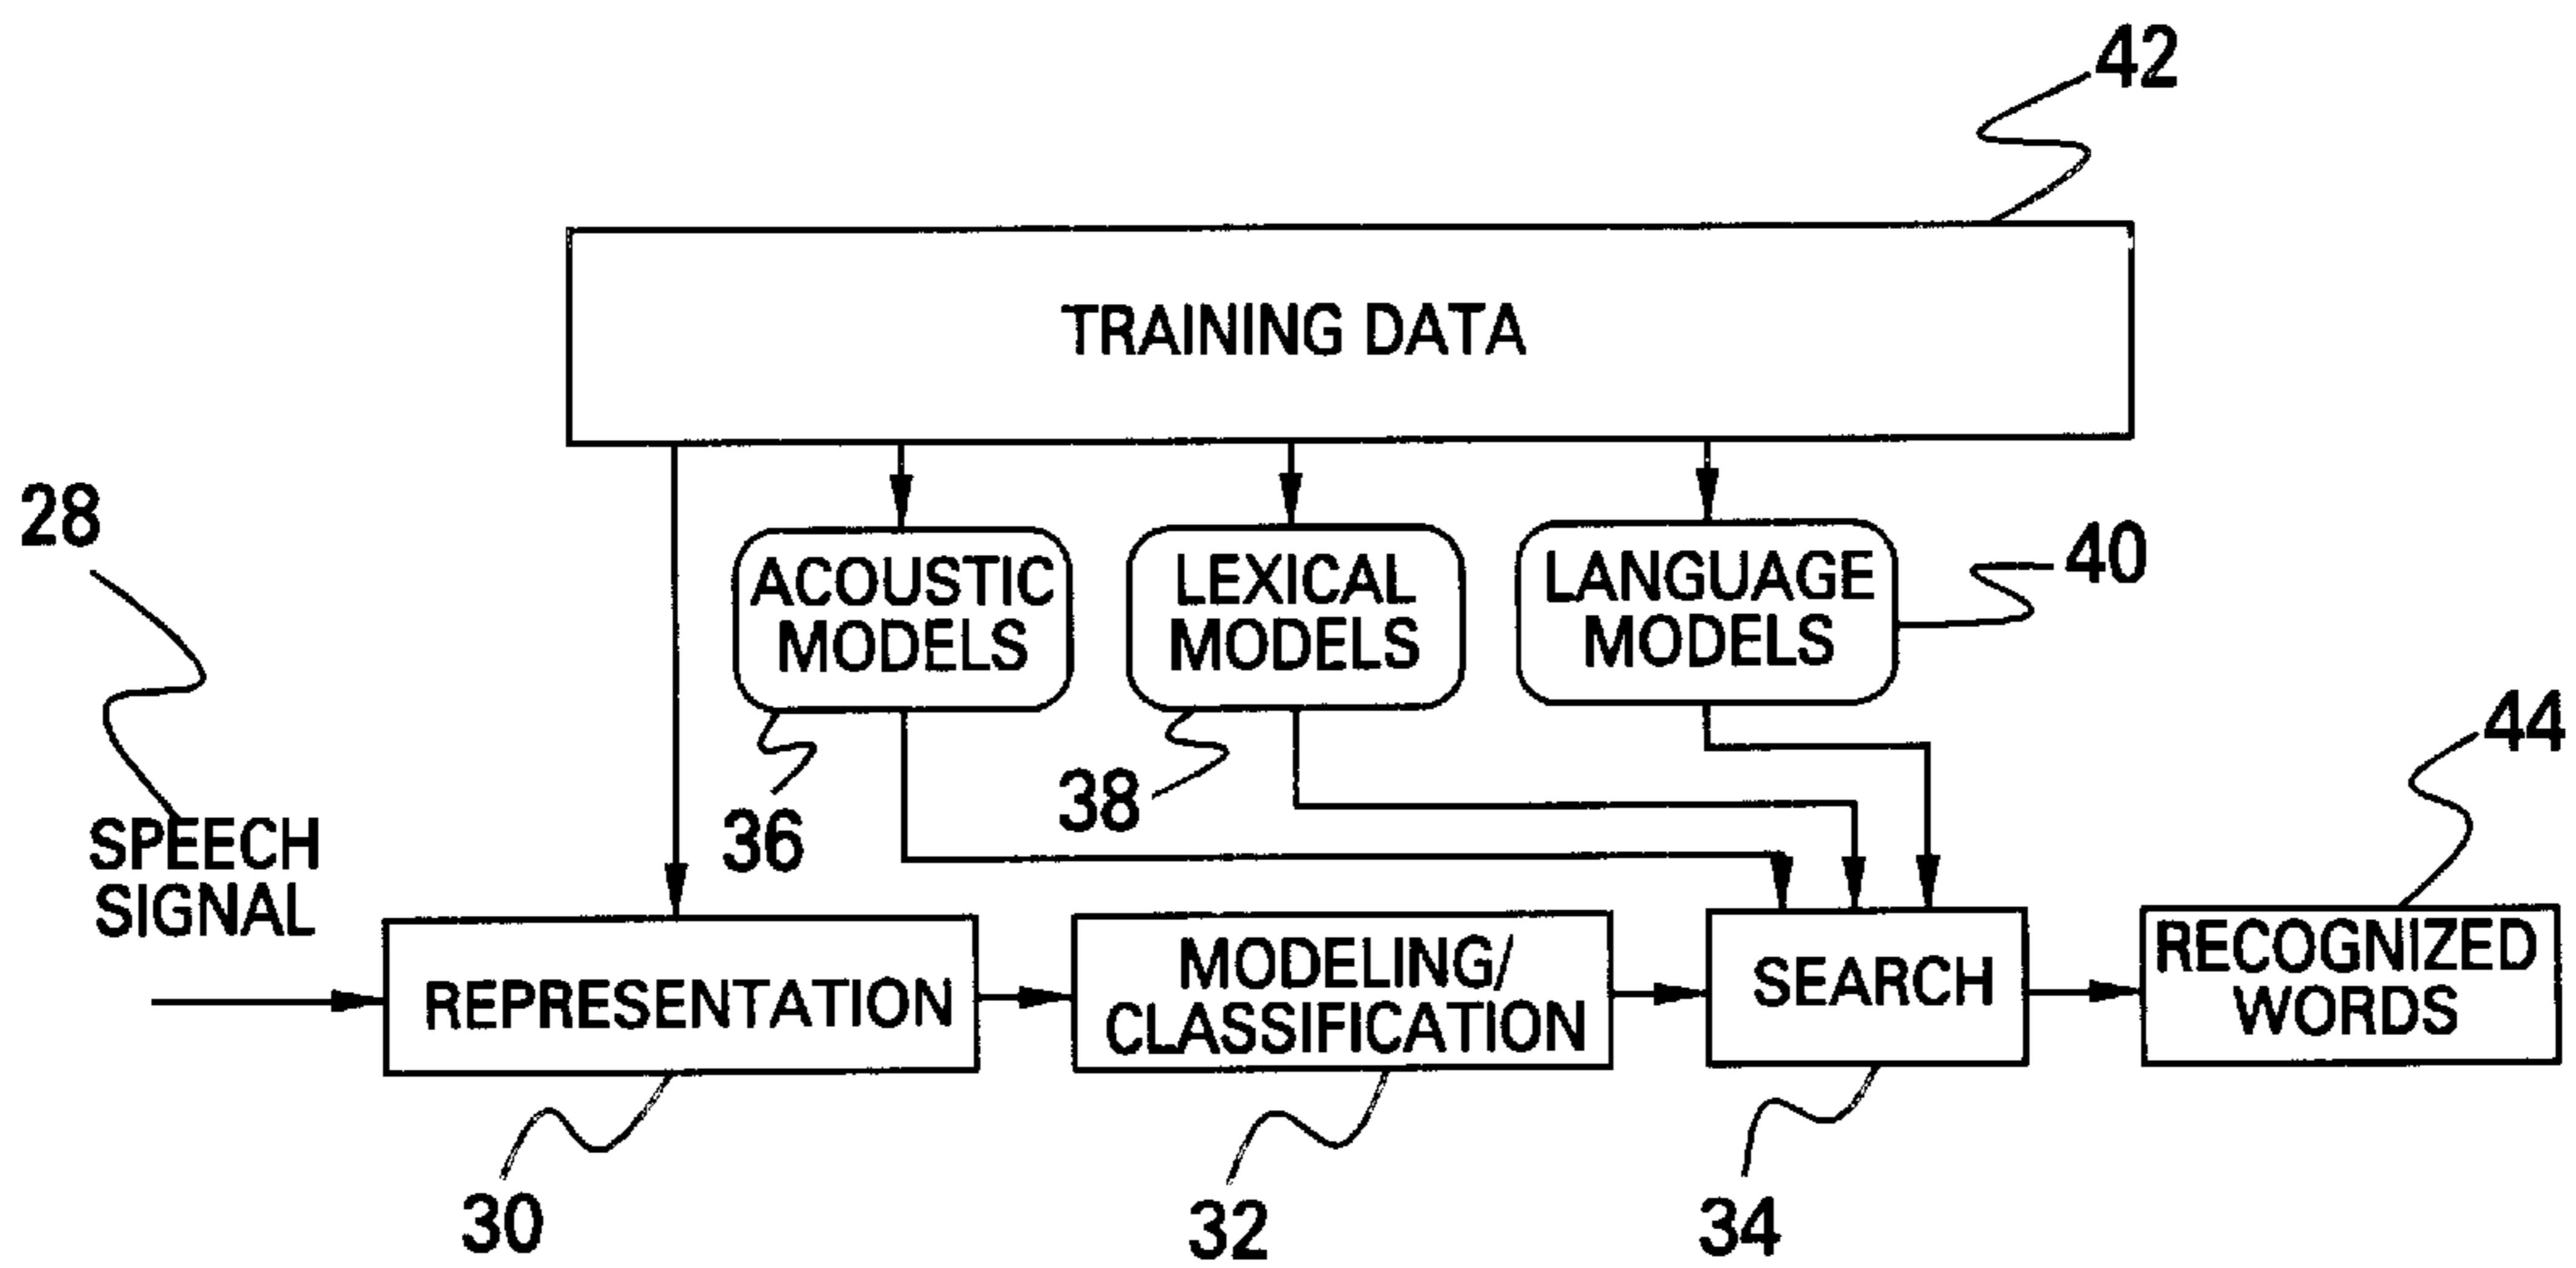 42
TRAINING DATA
28
ACOUSTIC
MODELS
LEXICAL
MODELS
LANGUAGE
MODELS
40
36
38
44
SPEECH
SIGNAL
REPRESENTATION
MODELING/
CLASSIFICATION
SEARCH
RECOGNIZED
WORDS
30
32
34